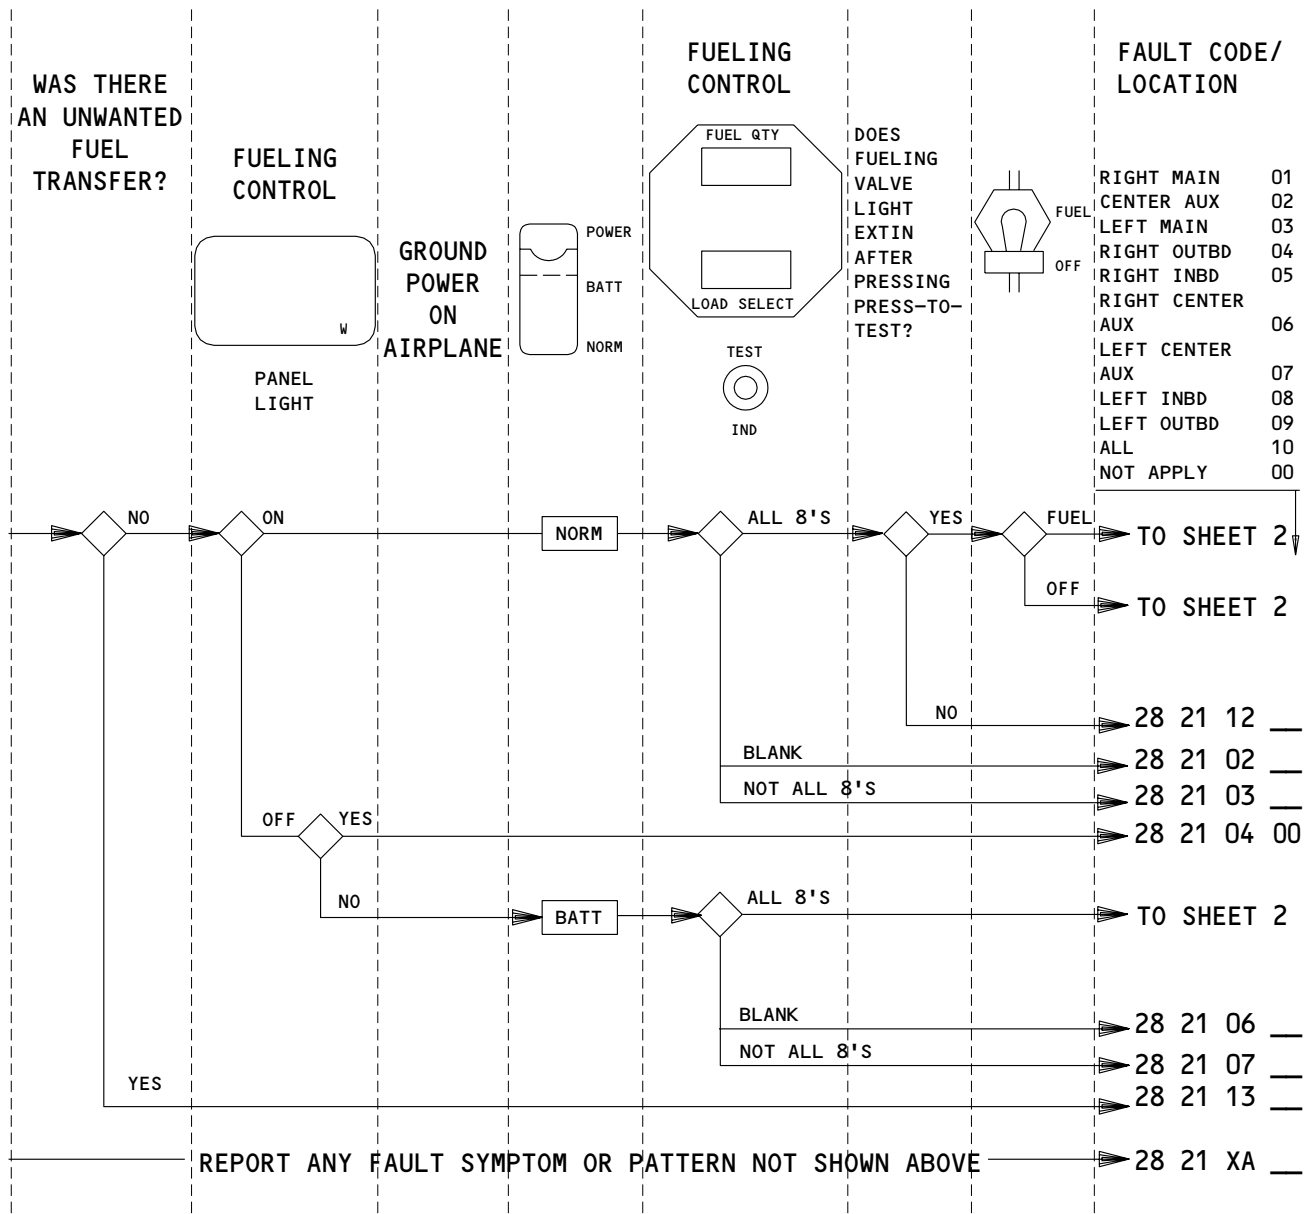 WAS THERE
AN UNWANTED
FUEL
TRANSFER?
FUELING
CONTROL
W
PANEL
LIGHT
GROUND
POWER
ON
AIRPLANE
POWER
BATT
NORM
FUELING
CONTROL
FUEL QTY
LOAD SELECT
TEST
IND
DOES
FUELING
VALVE
LIGHT
EXTIN
AFTER
PRESSING
PRESS-TO-
TEST?
FUEL
OFF
FAULT CODE/
LOCATION
RIGHT MAIN 01
CENTER AUX 02
LEFT MAIN 03
RIGHT OUTBD 04
RIGHT INBD 05
RIGHT CENTER
AUX 06
LEFT CENTER
AUX 07
LEFT INBD 08
LEFT OUTBD 09
ALL 10
NOT APPLY 00
NO ON NORM ALL 8'S YES FUEL TO SHEET 2
OFF TO SHEET 2
NO 28 21 12 __
BLANK 28 21 02 __
NOT ALL 8'S 28 21 03 __
OFF YES 28 21 04 00
NO BATT ALL 8'S TO SHEET 2
BLANK 28 21 06 __
NOT ALL 8'S 28 21 07 __
YES 28 21 13 __
REPORT ANY FAULT SYMPTOM OR PATTERN NOT SHOWN ABOVE 28 21 XA __